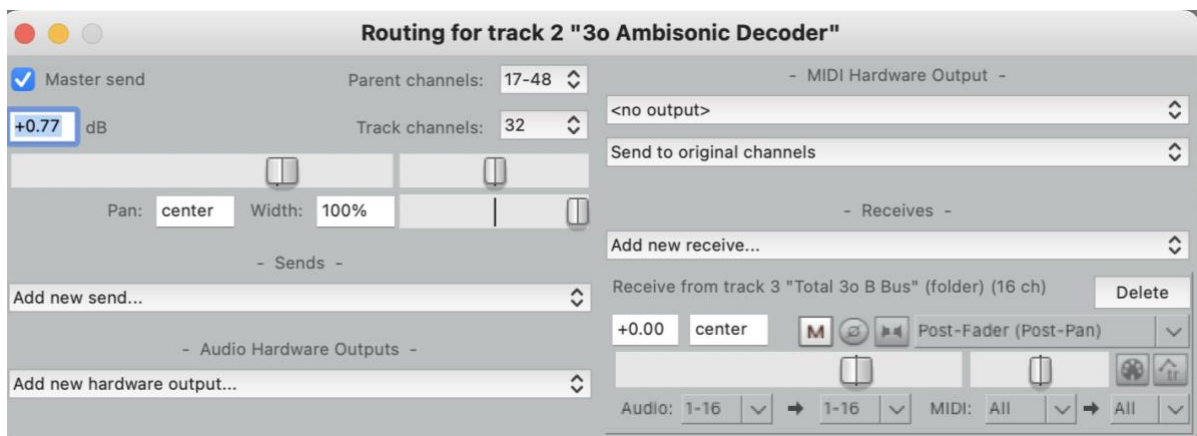 Routing for track 2 "3o Ambisonic Decoder"
Master send
Parent channels: 17-48
+0.77 dB
Track channels: 32
Pan: center Width: 100%
- Sends -
Add new send...
- Audio Hardware Outputs -
Add new hardware output...
- MIDI Hardware Output -
<no output>
Send to original channels
- Receives -
Add new receive...
Receive from track 3 "Total 3o B Bus" (folder) (16 ch) Delete
+0.00 center M Post-Fader (Post-Pan)
tr
Audio: 1-16 → 1-16 MIDI: All → All